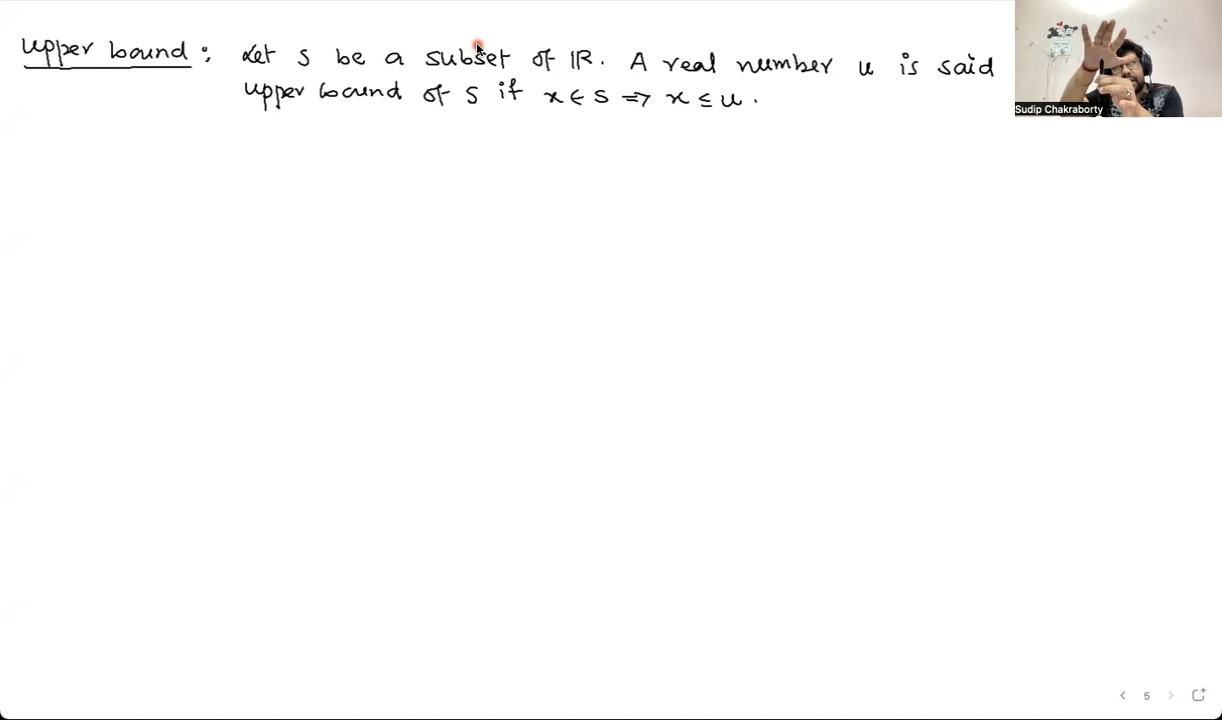 Upper bound : Let S be a subset of ℝ. A real number u is said
upper bound of S if x ∈ S ⇒ x ≤ u.
Sudip Chakraborty
5